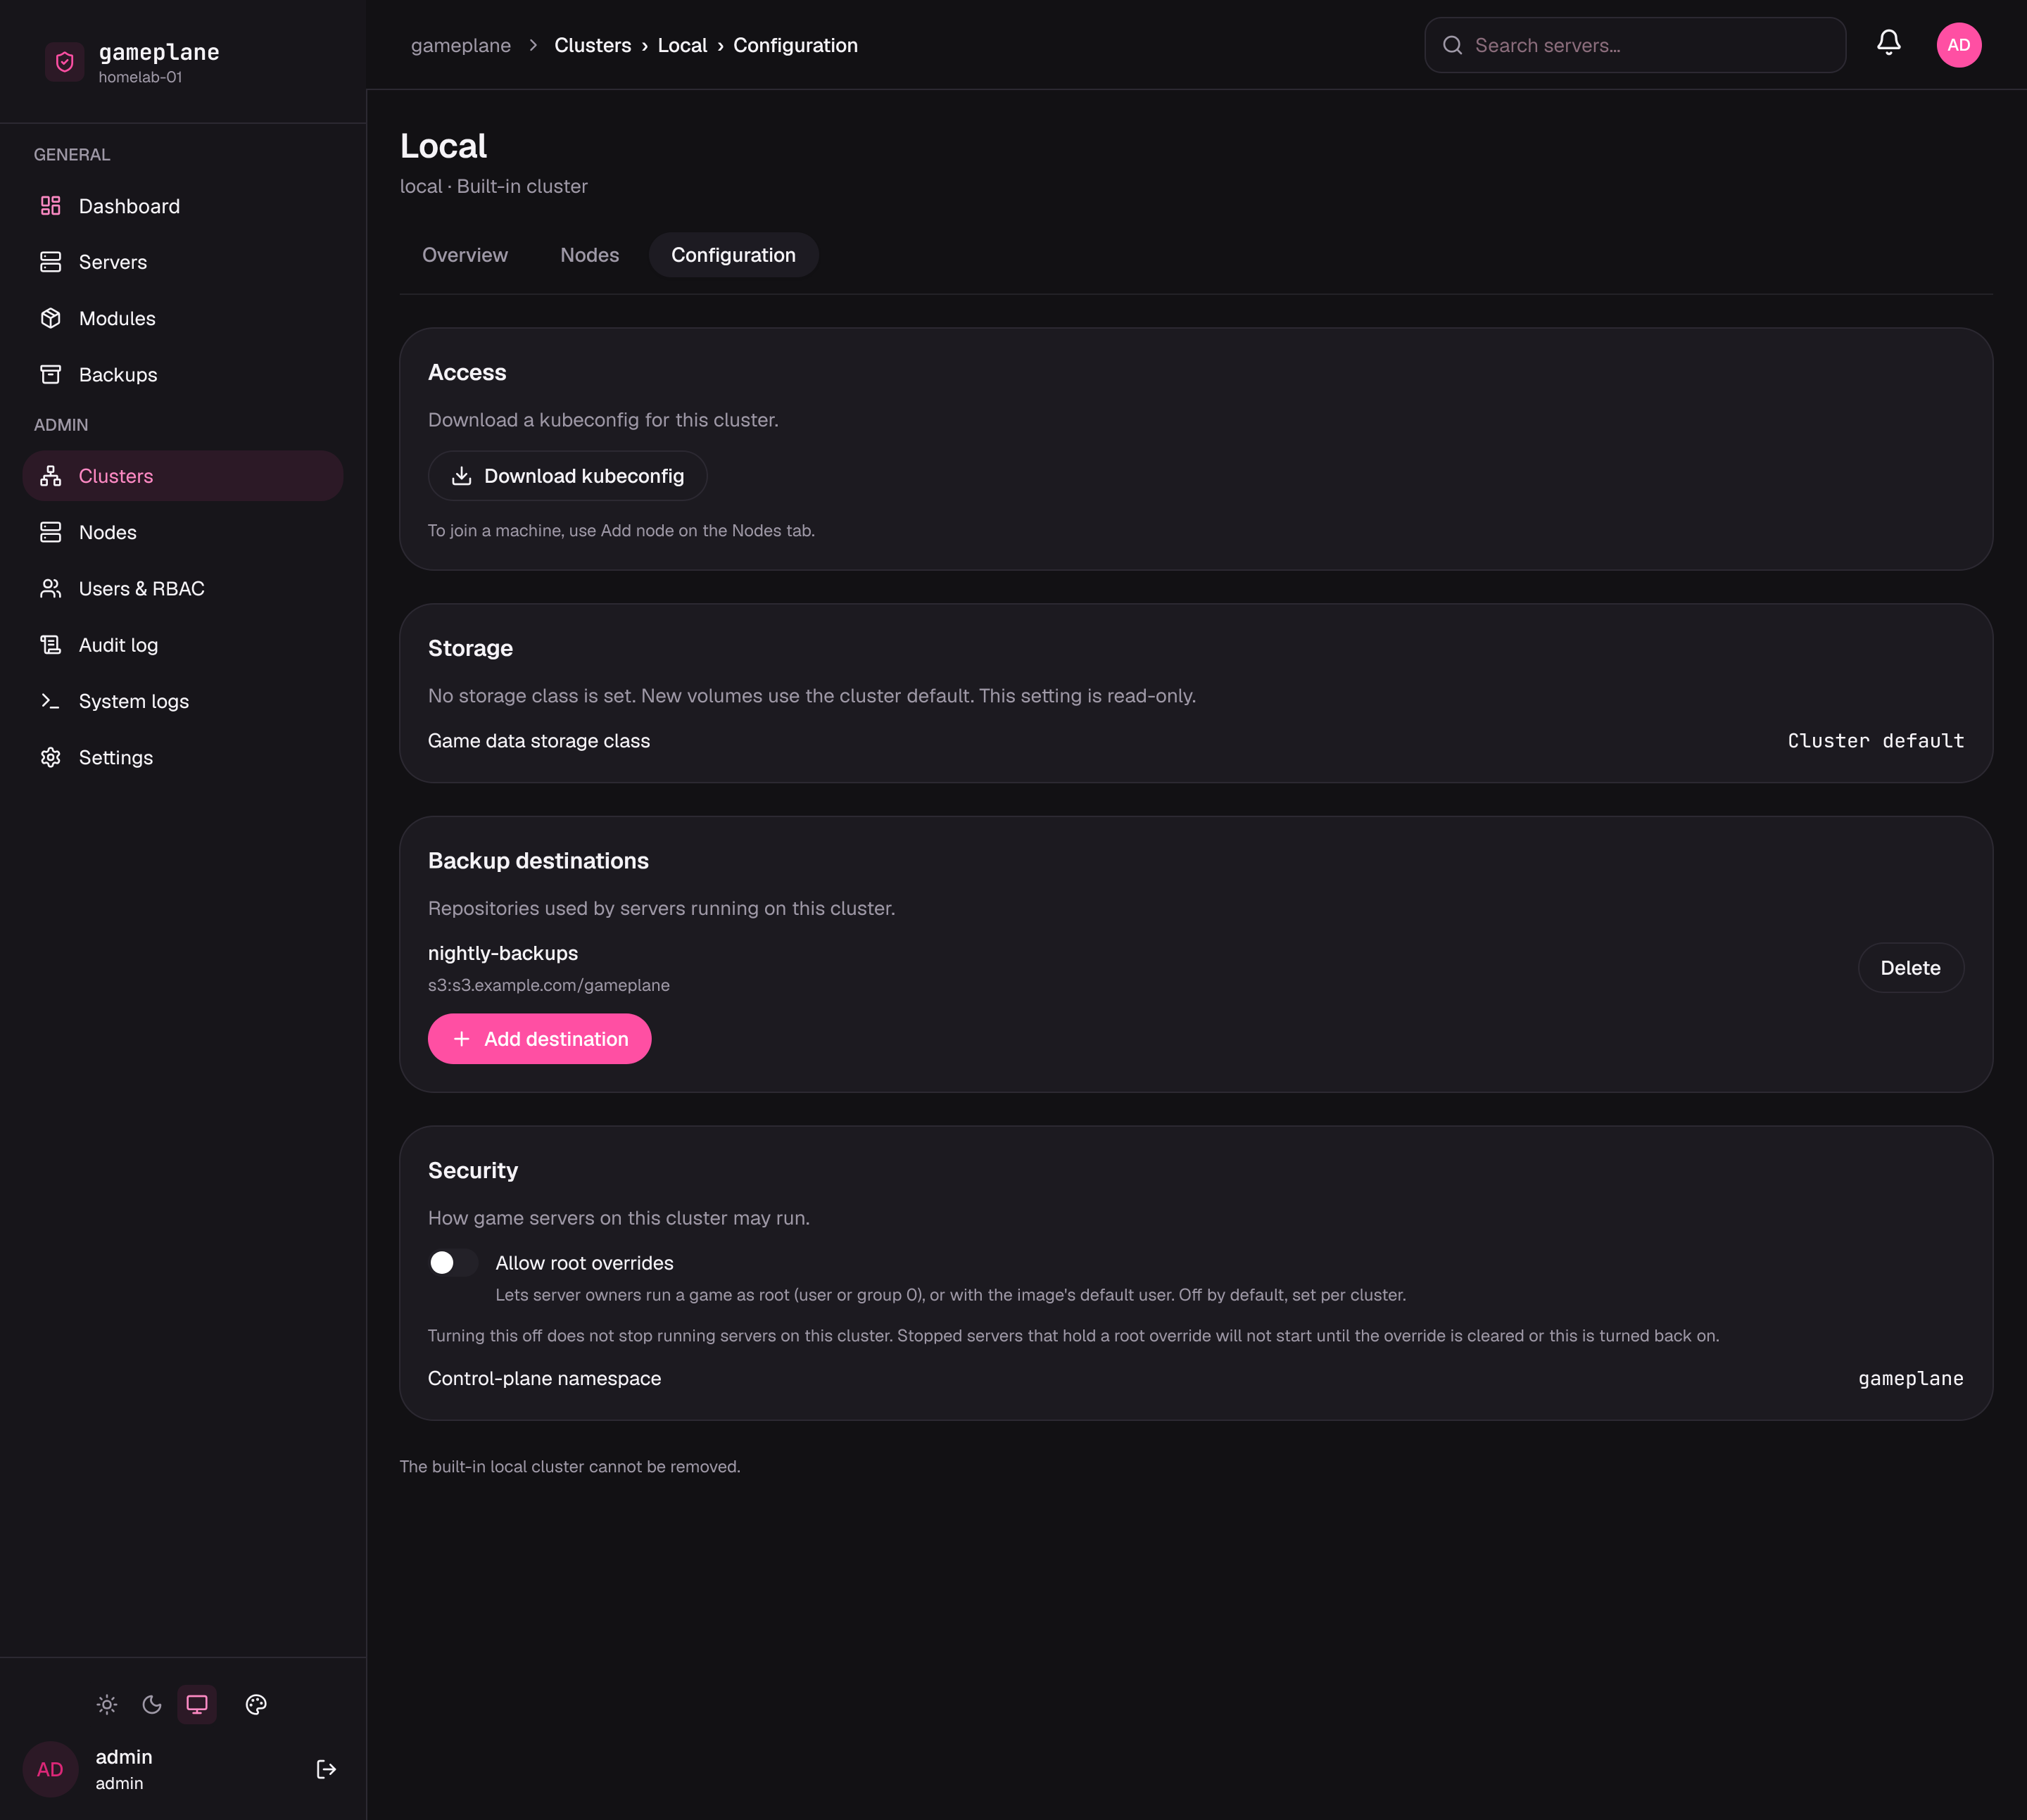 gameplane
homelab-01
gameplane > Clusters › Local › Configuration
Search servers...
AD
GENERAL
Dashboard
Servers
Modules
Backups
ADMIN
Clusters
Nodes
Users & RBAC
Audit log
System logs
Settings
Local
local · Built-in cluster
Overview Nodes Configuration
Access
Download a kubeconfig for this cluster.
Download kubeconfig
To join a machine, use Add node on the Nodes tab.
Storage
No storage class is set. New volumes use the cluster default. This setting is read-only.
Game data storage class Cluster default
Backup destinations
Repositories used by servers running on this cluster.
nightly-backups
s3:s3.example.com/gameplane
Delete
Add destination
Security
How game servers on this cluster may run.
Allow root overrides
Lets server owners run a game as root (user or group 0), or with the image's default user. Off by default, set per cluster.
Turning this off does not stop running servers on this cluster. Stopped servers that hold a root override will not start until the override is cleared or this is turned back on.
Control-plane namespace gameplane
The built-in local cluster cannot be removed.
AD
admin
admin